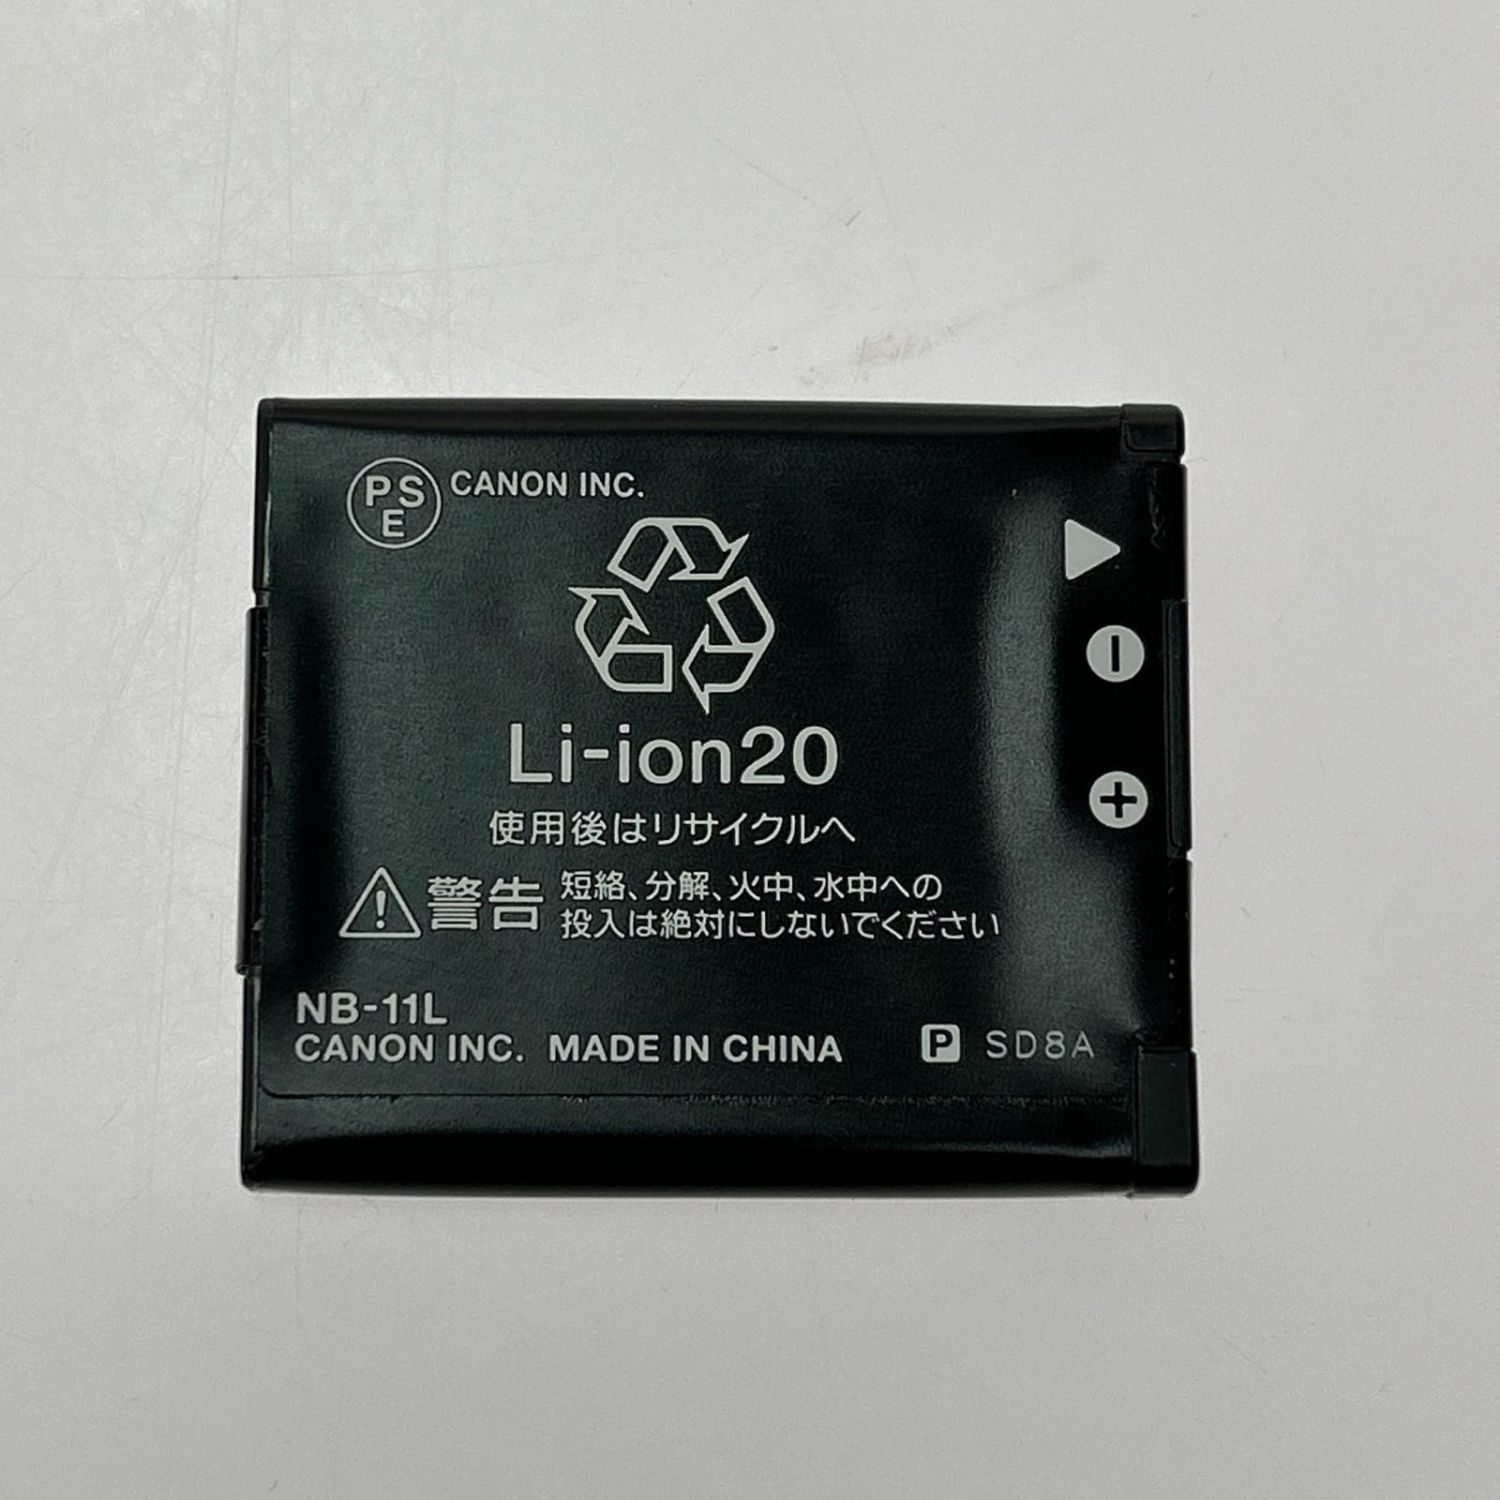 PSE CANON INC.
Li-ion20
使用後はリサイクルへ
警告 短絡、分解、火中、水中への
投入は絶対にしないでください
NB-11L
CANON INC. MADE IN CHINA P SD8A